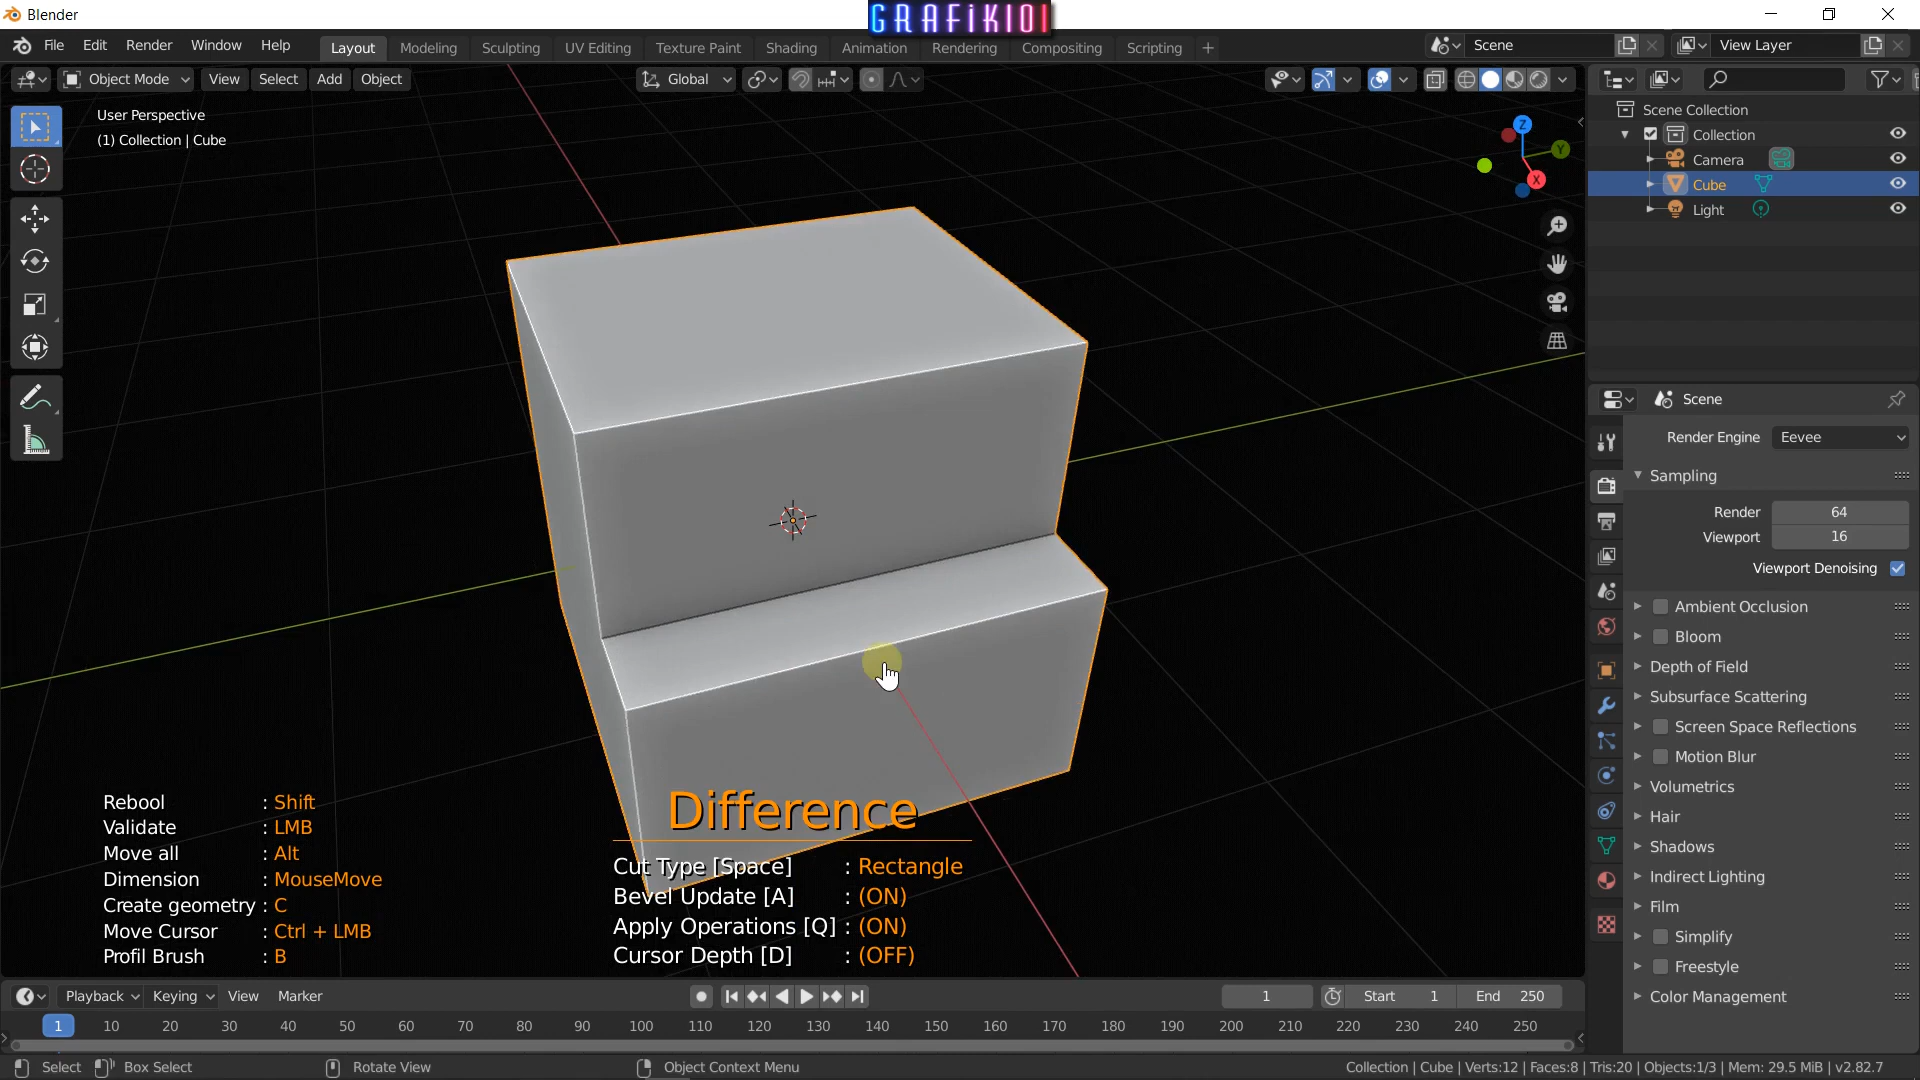 Blender
GRAFIK101
File Edit Render Window Help
Layout Modeling Sculpting UV Editing Texture Paint Shading Animation Rendering Compositing Scripting +
Scene
View Layer
Object Mode View Select Add Object
Global
User Perspective
(1) Collection | Cube
Z
Y
X
Scene Collection
Collection
Camera
Cube
Light
Scene
Render Engine Eevee
Sampling
Render 64
Viewport 16
Viewport Denoising
Ambient Occlusion
Bloom
Depth of Field
Subsurface Scattering
Screen Space Reflections
Motion Blur
Volumetrics
Hair
Shadows
Indirect Lighting
Film
Simplify
Freestyle
Color Management
Rebool : Shift
Validate : LMB
Move all : Alt
Dimension : MouseMove
Create geometry : C
Move Cursor : Ctrl + LMB
Profil Brush : B
Difference
Cut Type [Space] : Rectangle
Bevel Update [A] : (ON)
Apply Operations [Q] : (ON)
Cursor Depth [D] : (OFF)
Playback Keying View Marker
1 Start 1 End 250
1 10 20 30 40 50 60 70 80 90 100 110 120 130 140 150 160 170 180 190 200 210 220 230 240 250
Select Box Select Rotate View Object Context Menu
Collection | Cube | Verts:12 | Faces:8 | Tris:20 | Objects:1/3 | Mem: 29.5 MiB | v2.82.7